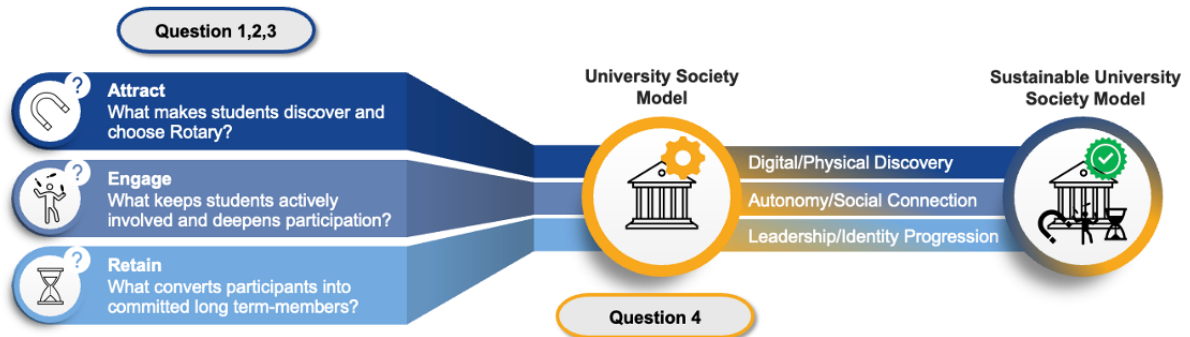 Question 1,2,3
?
Attract
What makes students discover and
choose Rotary?
?
Engage
What keeps students actively
involved and deepens participation?
?
Retain
What converts participants into
committed long term-members?
University Society
Model
Question 4
Digital/Physical Discovery
Autonomy/Social Connection
Leadership/Identity Progression
Sustainable University
Society Model